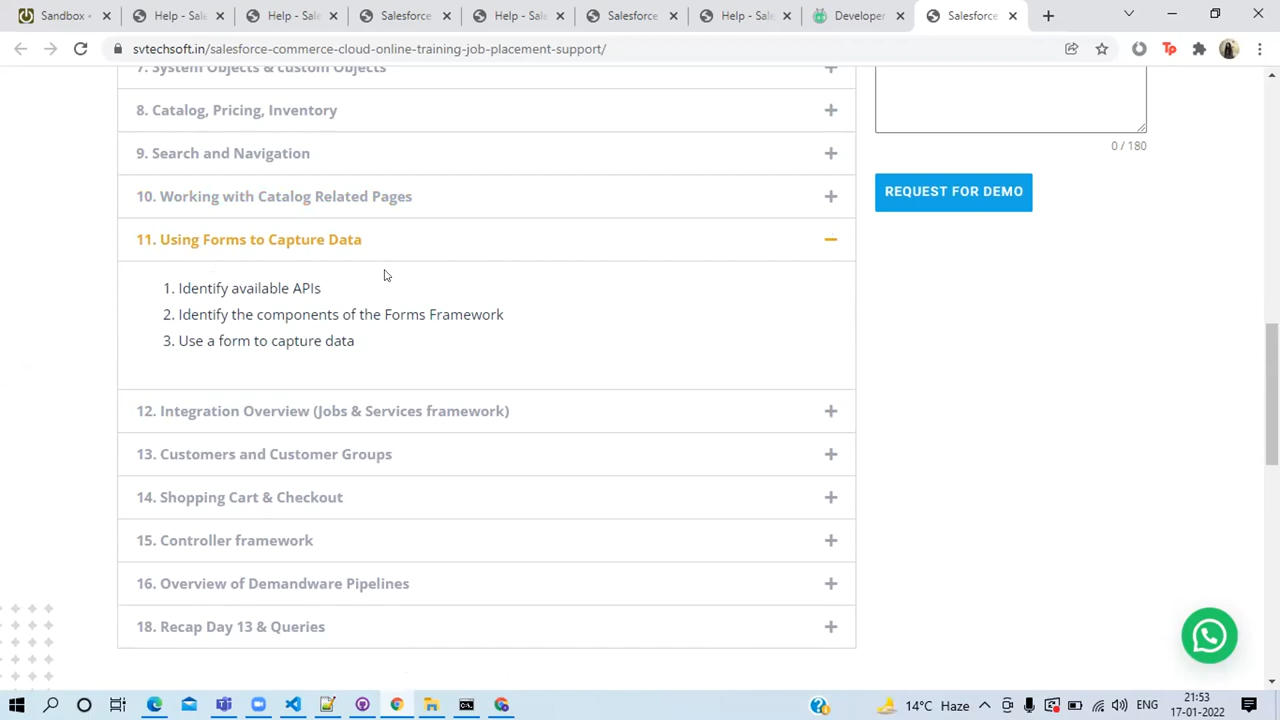 Sandbox
Help - Sale
Help - Sale
Salesforce
Help - Sale
Salesforce
Help - Sale
Developer
Salesforce
svtechsoft.in/salesforce-commerce-cloud-online-training-job-placement-support/
7. System Objects & custom Objects
8. Catalog, Pricing, Inventory
9. Search and Navigation
10. Working with Catalog Related Pages
11. Using Forms to Capture Data
1. Identify available APIs
2. Identify the components of the Forms Framework
3. Use a form to capture data
12. Integration Overview (Jobs & Services framework)
13. Customers and Customer Groups
14. Shopping Cart & Checkout
15. Controller framework
16. Overview of Demandware Pipelines
18. Recap Day 13 & Queries
0 / 180
REQUEST FOR DEMO
14°C Haze
ENG
21:53
17-01-2022